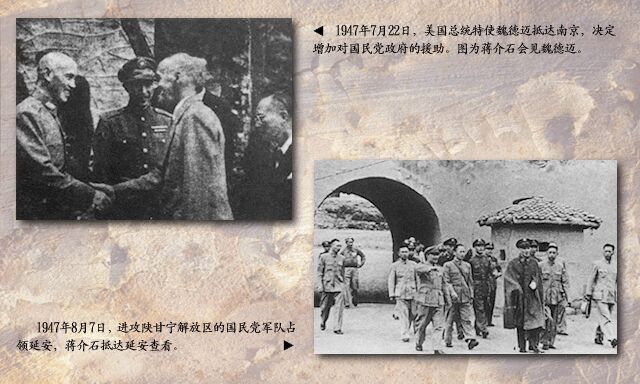 ◀ 1947年7月22日，美国总统特使魏德迈抵达南京，决定
增加对国民党政府的援助。图为蒋介石会见魏德迈。
1947年8月7日，进攻陕甘宁解放区的国民党军队占
领延安，蒋介石抵达延安查看。 ▶